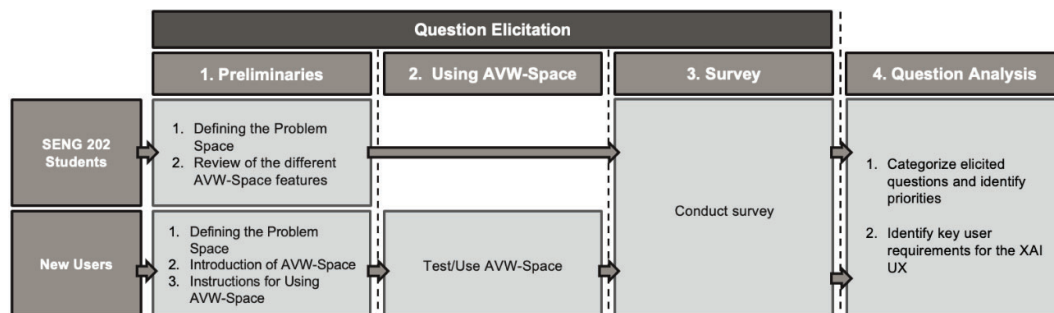 Question Elicitation
1. Preliminaries
2. Using AVW-Space
3. Survey
4. Question Analysis
SENG 202
Students
1. Defining the Problem
Space
2. Review of the different
AVW-Space features
Conduct survey
1. Categorize elicited
questions and identify
priorities
2. Identify key user
requirements for the XAI
UX
New Users
1. Defining the Problem
Space
2. Introduction of AVW-Space
3. Instructions for Using
AVW-Space
Test/Use AVW-Space